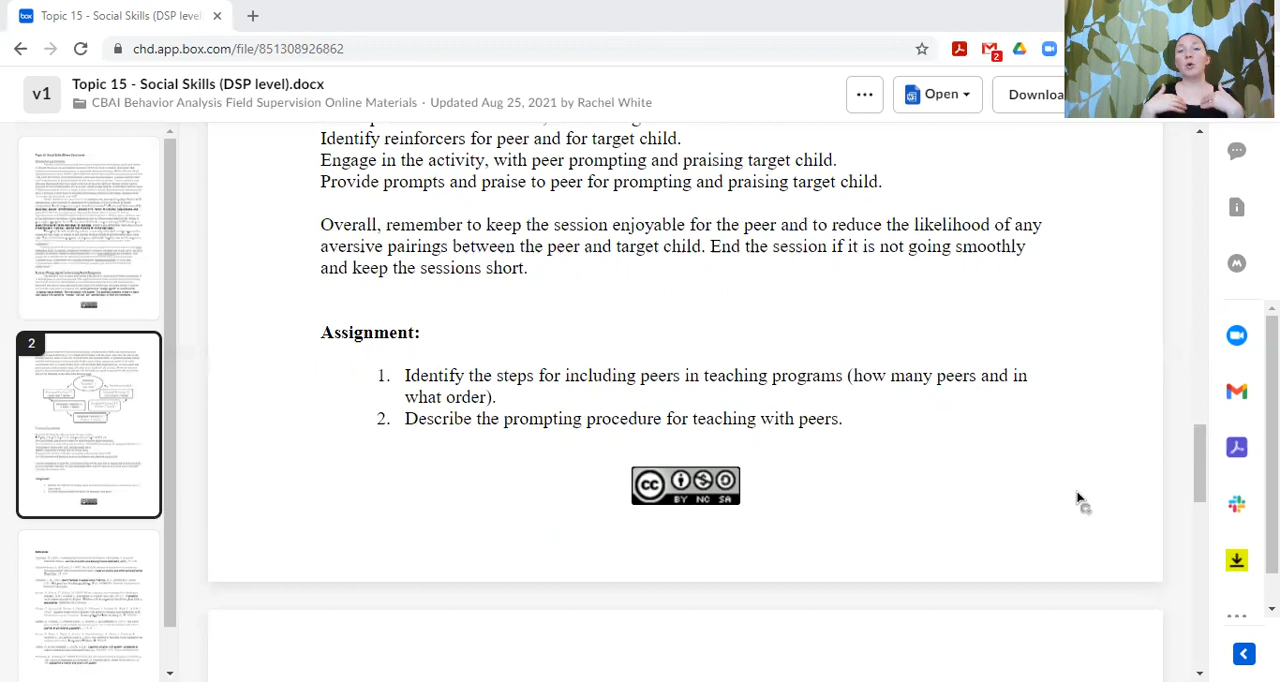 Topic 15 - Social Skills (DSP level
chd.app.box.com/file/851308926862
2
v1
Topic 15 - Social Skills (DSP level).docx
CBAI Behavior Analysis Field Supervision Online Materials · Updated Aug 25, 2021 by Rachel White
Open
Downloa
Identify reinforcers for peer and for target child.
Engage in the activity, with peer prompting and praising target child.
Provide prompts and praise to peer for prompting and praising target child.
Overall, remember to keep the session enjoyable for the peer and to reduce the likelihood of any
aversive pairings between the peer and target child. End the session if it is not going smoothly
and keep the sessions short.
Assignment:
1. Identify the steps for including peers in teaching programs (how many peers and in
what order).
2. Describe the prompting procedure for teaching with peers.
cc BY NC SA
2